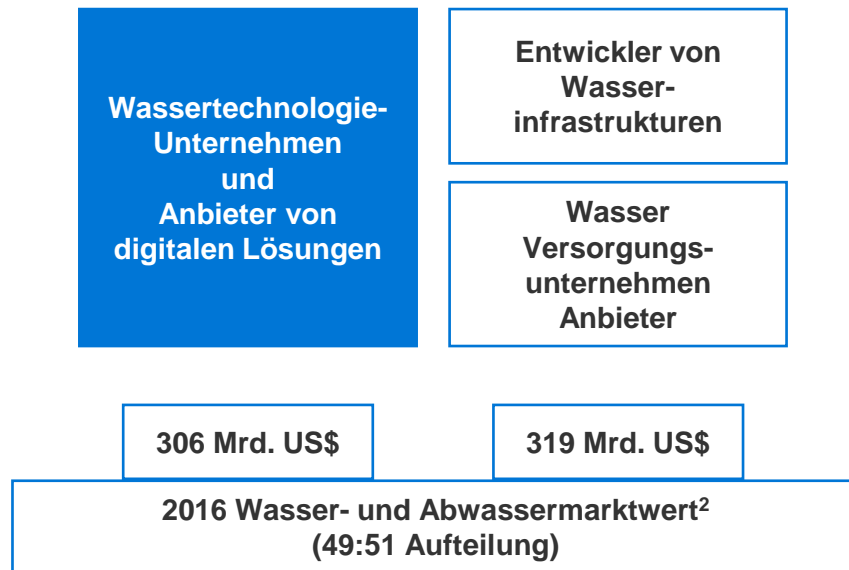 Wassertechnologie-
Unternehmen
und
Anbieter von
digitalen Lösungen
Entwickler von
Wasser-
infrastrukturen
Wasser
Versorgungs-
unternehmen
Anbieter
306 Mrd. US$
319 Mrd. US$
2016 Wasser- und Abwassermarktwert²
(49:51 Aufteilung)